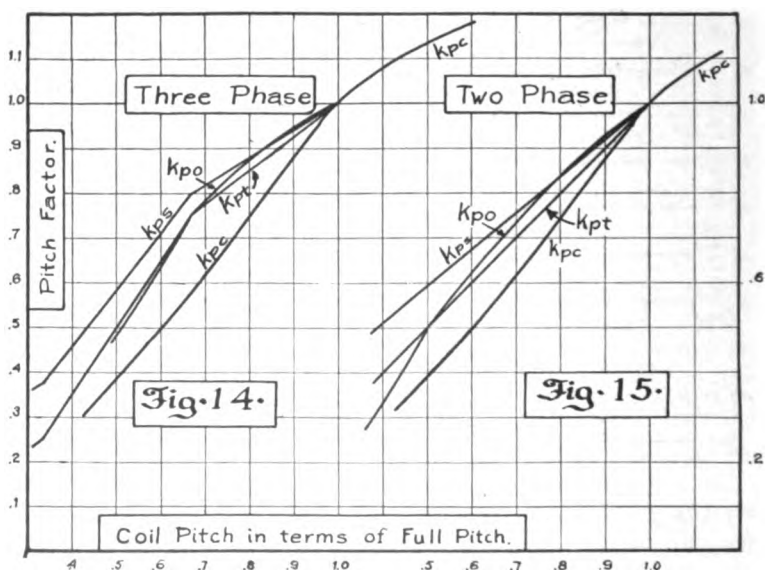 1.1
1.0
.9
.8
.7
.6
.5
.4
.3
.2
.1
Pitch Factor.
Three Phase
kpc
kpo
kps
kpt
kpc
Fig. 14.
Two Phase
kpc
kpo
kps
kpt
kpc
Fig. 15.
1.0
.6
.2
Coil Pitch in terms of Full Pitch.
.4 .5 .6 .7 .8 .9 1.0 .5 .6 .7 .8 .9 1.0